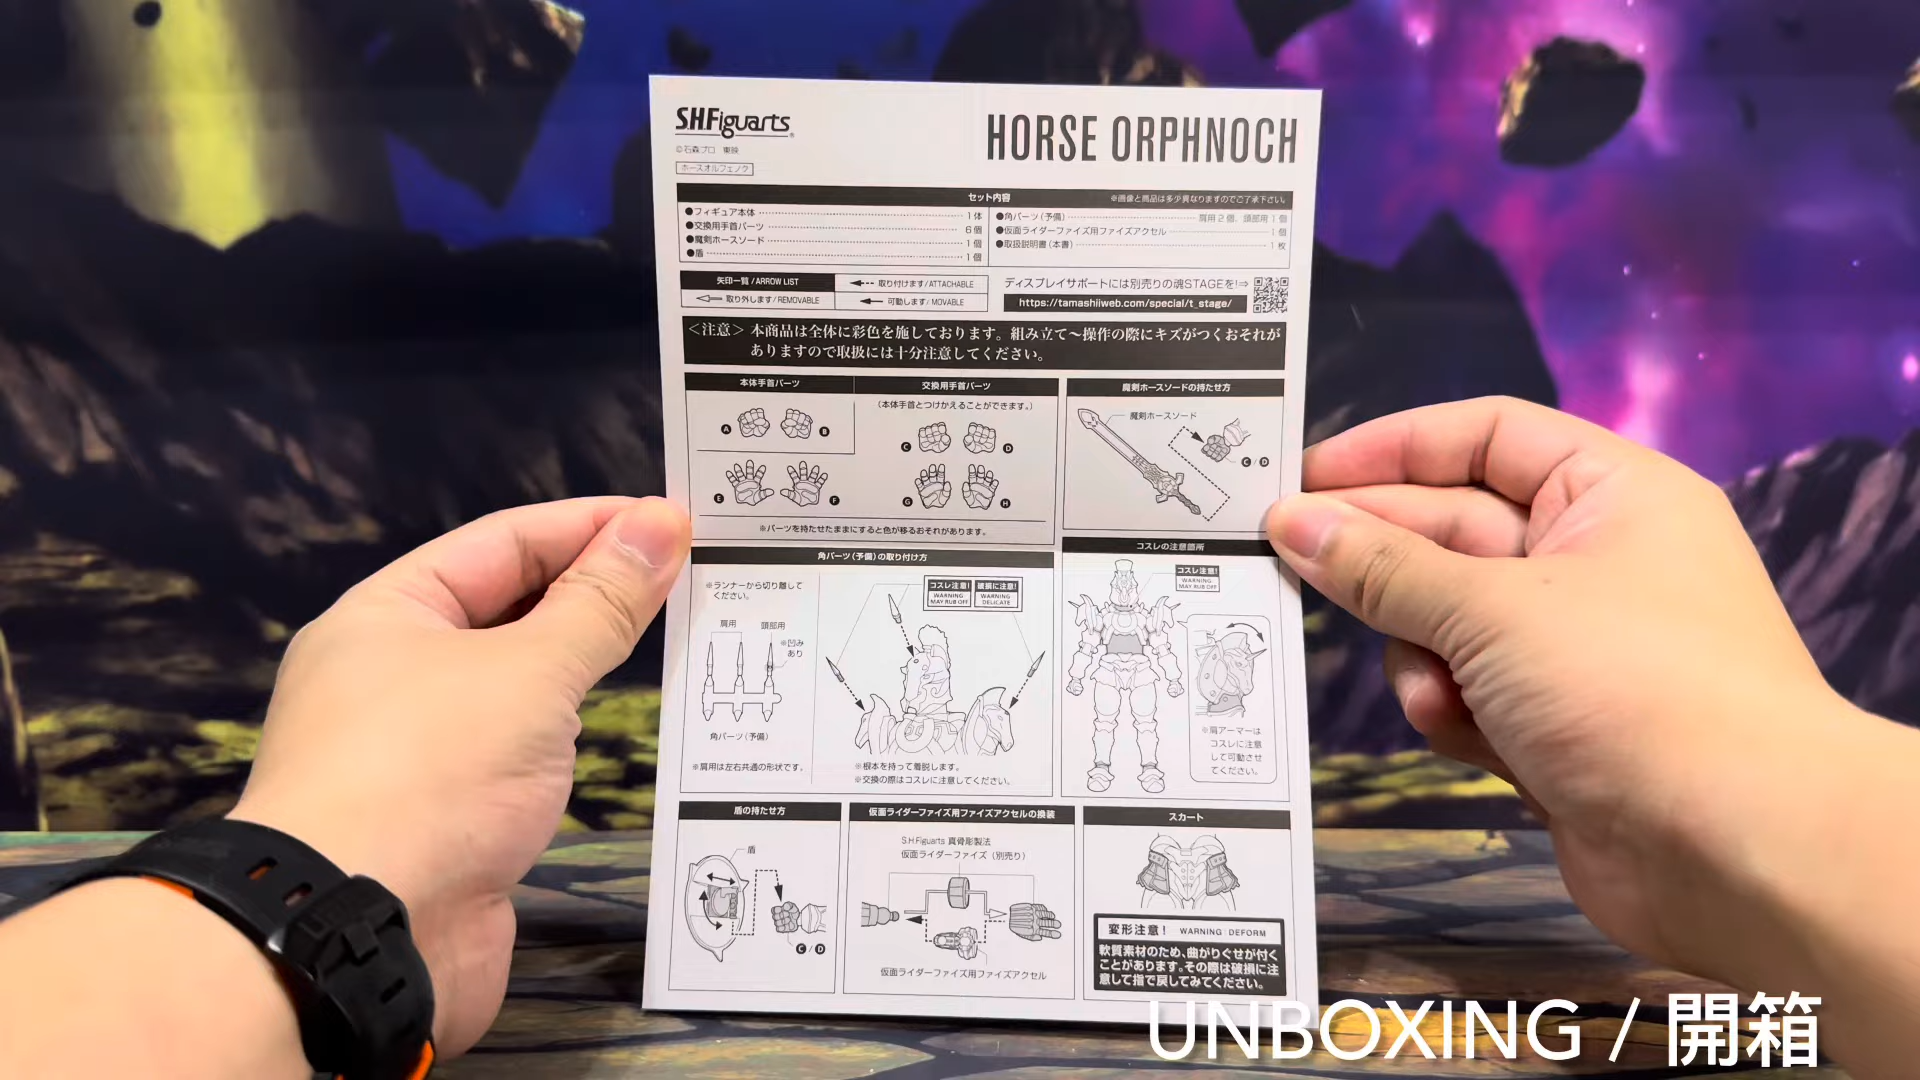 S.H.Figuarts
HORSE ORPHNOCH
©石森プロ 東映
ホースオルフェノク
セット内容
※画像と商品は多少異なりますのでご了承下さい。
●フィギュア本体 1体
●交換用手首パーツ 6個
●魔剣ホースソード 1個
●盾 1個
●角パーツ(予備) 肩用2個、頭部用1個
●仮面ライダーファイズ用ファイズアクセル 1個
●取扱説明書(本書) 1枚
矢印一覧/ARROW LIST
取り付けます/ATTACHABLE
取り外します/REMOVABLE
可動します/MOVABLE
ディスプレイサポートには別売りの魂STAGEを!⇒
https://tamashiiweb.com/special/t_stage/
<注意>本商品は全体に彩色を施しております。組み立て～操作の際にキズがつくおそれが
ありますので取扱には十分注意してください。
本体手首パーツ
交換用手首パーツ
(本体手首とつけかえることができます。)
A
B
C
D
E
F
G
H
※パーツを持たせたままにすると色が移るおそれがあります。
魔剣ホースソードの持たせ方
魔剣ホースソード
C / D
角パーツ(予備)の取り付け方
※ランナーから切り離して
ください。
肩用
頭部用
※凹み
あり
角パーツ(予備)
※肩用は左右共通の形状です。
コスレ注意!
WARNING
MAY RUB OFF
破損に注意!
WARNING
DELICATE
※根本を持って着脱します。
※交換の際はコスレに注意してください。
コスレの注意箇所
コスレ注意!
WARNING
MAY RUB OFF
※肩アーマーは
コスレに注意
して可動させ
てください。
盾の持たせ方
盾
C / D
仮面ライダーファイズ用ファイズアクセルの換装
S.H.Figuarts 真骨彫製法
仮面ライダーファイズ(別売り)
仮面ライダーファイズ用ファイズアクセル
スカート
変形注意! WARNING : DEFORM
軟質素材のため、曲がりぐせが付く
ことがあります。その際は破損に注
意して指で戻してみてください。
UNBOXING / 開箱